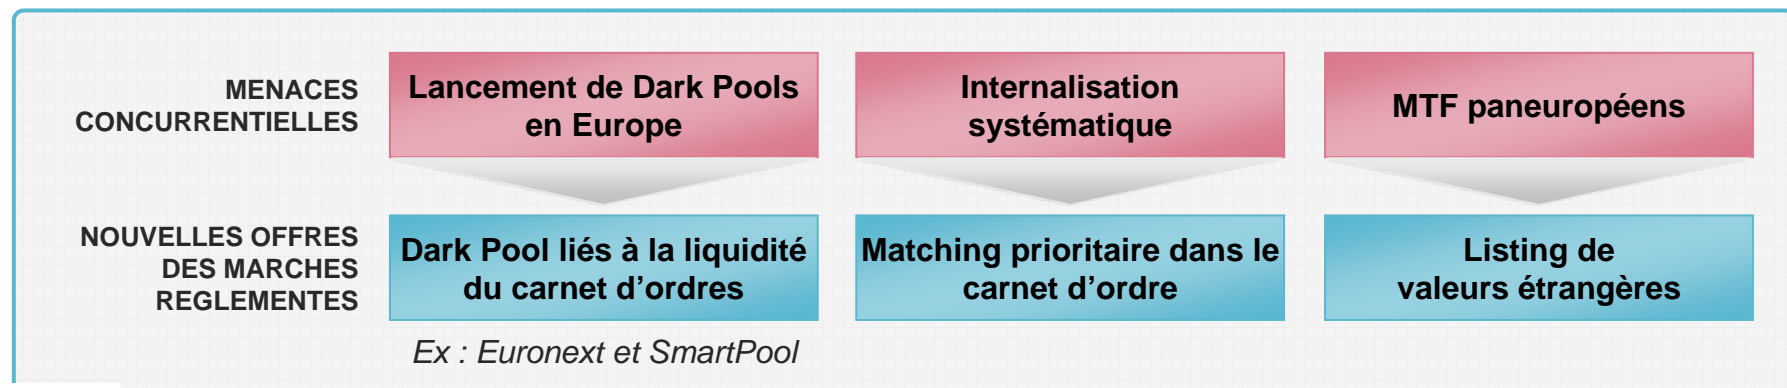 MENACES
CONCURRENTIELLES
Lancement de Dark Pools
en Europe
Internalisation
systématique
MTF paneuropéens
NOUVELLES OFFRES
DES MARCHES
REGLEMENTES
Dark Pool liés à la liquidité
du carnet d’ordres
Matching prioritaire dans le
carnet d’ordre
Listing de
valeurs étrangères
Ex : Euronext et SmartPool